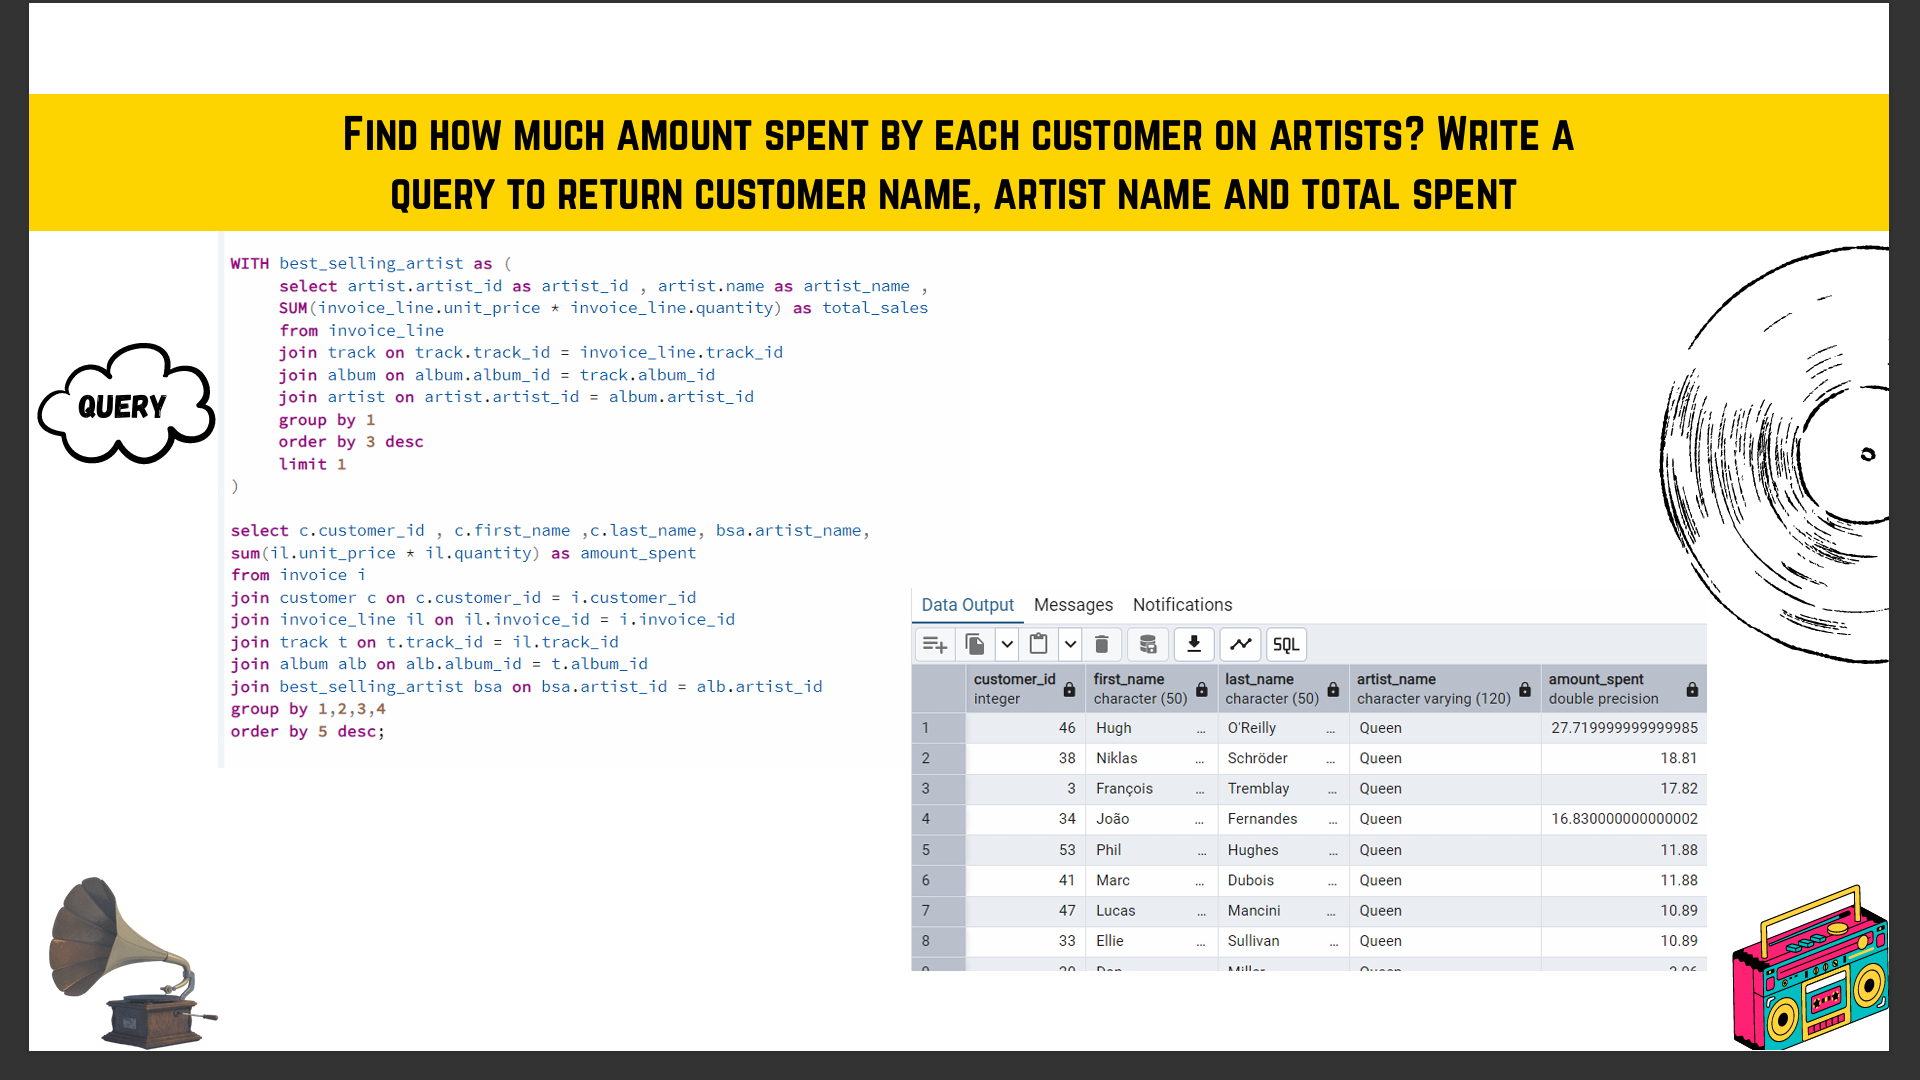 Find how much amount spent by each customer on artists? Write a
query to return customer name, artist name and total spent
QUERY
WITH best_selling_artist as (
select artist.artist_id as artist_id , artist.name as artist_name ,
SUM(invoice_line.unit_price * invoice_line.quantity) as total_sales
from invoice_line
join track on track.track_id = invoice_line.track_id
join album on album.album_id = track.album_id
join artist on artist.artist_id = album.artist_id
group by 1
order by 3 desc
limit 1
)
select c.customer_id , c.first_name ,c.last_name, bsa.artist_name,
sum(il.unit_price * il.quantity) as amount_spent
from invoice i
join customer c on c.customer_id = i.customer_id
join invoice_line il on il.invoice_id = i.invoice_id
join track t on t.track_id = il.track_id
join album alb on alb.album_id = t.album_id
join best_selling_artist bsa on bsa.artist_id = alb.artist_id
group by 1,2,3,4
order by 5 desc;
Data Output Messages Notifications
SQL
customer_id first_name last_name artist_name amount_spent
integer character (50) character (50) character varying (120) double precision
1 46 Hugh ... O'Reilly ... Queen 27.719999999999985
2 38 Niklas ... Schröder ... Queen 18.81
3 3 François ... Tremblay ... Queen 17.82
4 34 João ... Fernandes ... Queen 16.830000000000002
5 53 Phil ... Hughes ... Queen 11.88
6 41 Marc ... Dubois ... Queen 11.88
7 47 Lucas ... Mancini ... Queen 10.89
8 33 Ellie ... Sullivan ... Queen 10.89